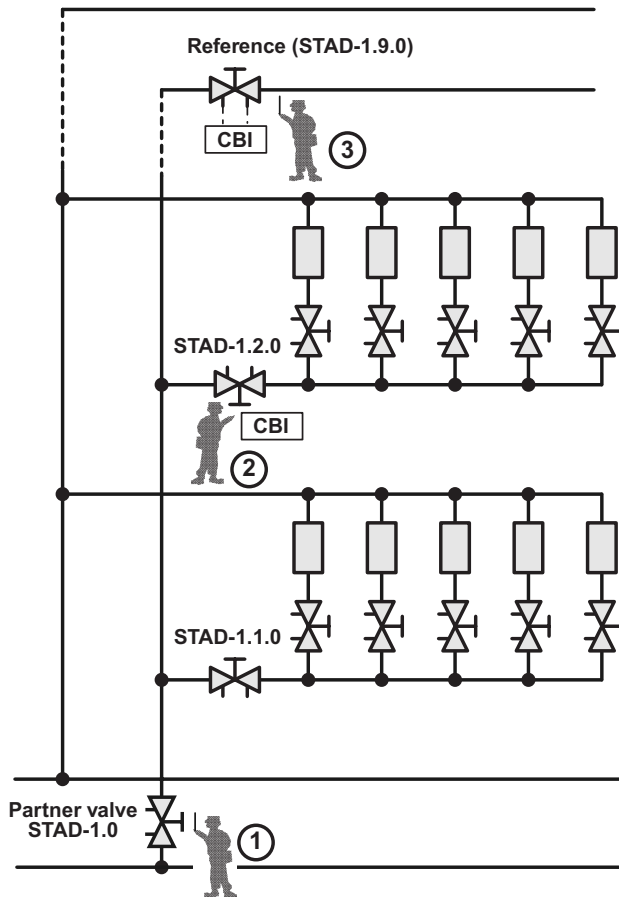 Reference (STAD-1.9.0)
CBI
3
STAD-1.2.0
CBI
2
STAD-1.1.0
Partner valve
STAD-1.0
1